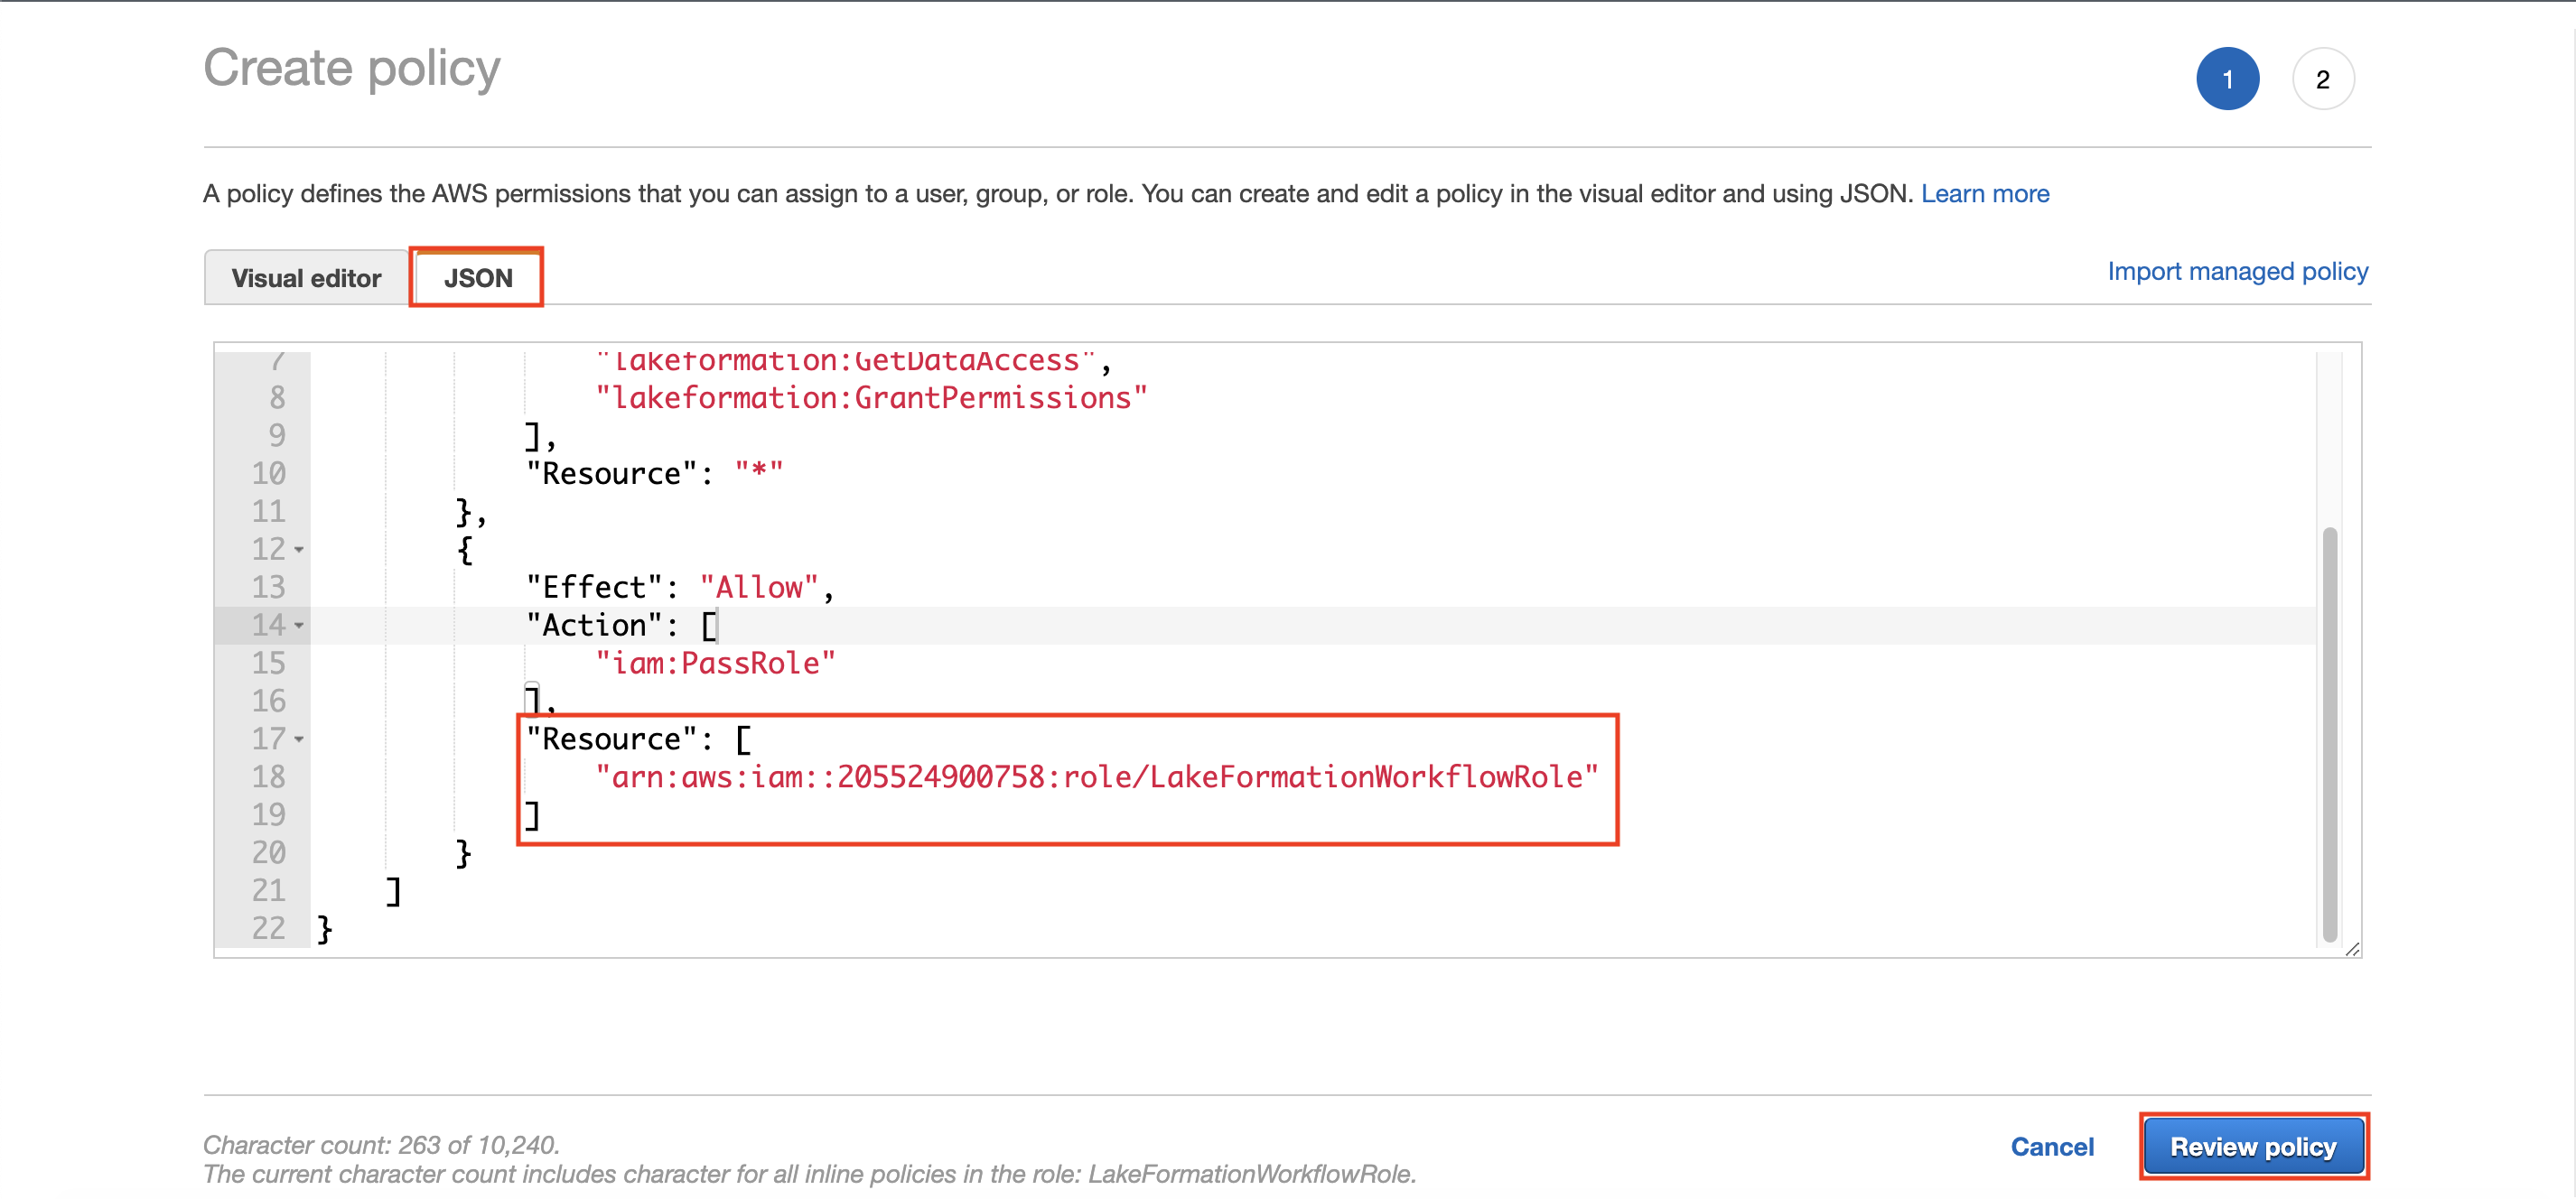 Create policy
1
2
A policy defines the AWS permissions that you can assign to a user, group, or role. You can create and edit a policy in the visual editor and using JSON. Learn more
Visual editor
JSON
Import managed policy
7 "lakeformation:GetDataAccess",
8 "lakeformation:GrantPermissions"
9 ],
10 "Resource": "*"
11 },
12 {
13 "Effect": "Allow",
14 "Action": [
15 "iam:PassRole"
16 ],
17 "Resource": [
18 "arn:aws:iam::205524900758:role/LakeFormationWorkflowRole"
19 ]
20 }
21 ]
22 }
Character count: 263 of 10,240.
The current character count includes character for all inline policies in the role: LakeFormationWorkflowRole.
Cancel
Review policy